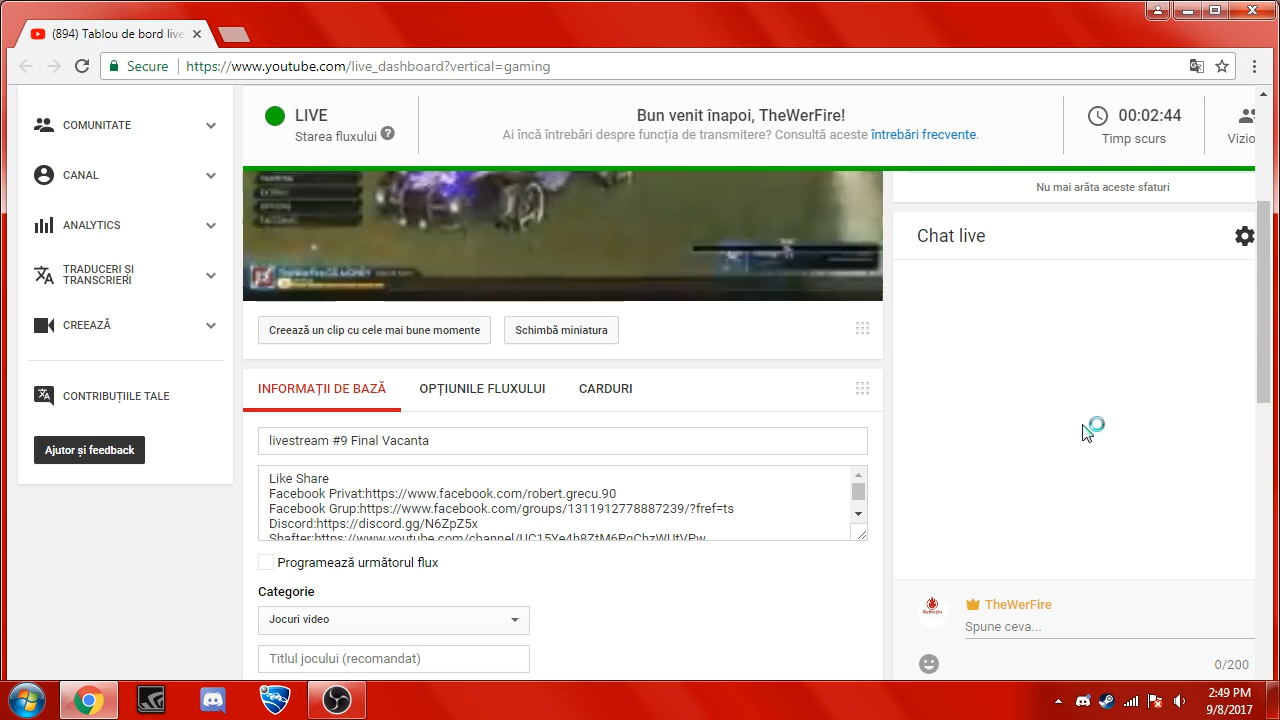 (894) Tablou de bord live
Secure
https://www.youtube.com/live_dashboard?vertical=gaming
COMUNITATE
CANAL
ANALYTICS
TRADUCERI ȘI
TRANSCRIERI
CREEAZĂ
CONTRIBUȚIILE TALE
Ajutor și feedback
LIVE
Starea fluxului ?
Bun venit înapoi, TheWerFire!
Ai încă întrebări despre funcția de transmitere? Consultă aceste întrebări frecvente.
00:02:44
Timp scurs
Vizio
Creează un clip cu cele mai bune momente
Schimbă miniatura
INFORMAȚII DE BAZĂ
OPȚIUNILE FLUXULUI
CARDURI
livestream #9 Final Vacanta
Like Share
Facebook Privat:https://www.facebook.com/robert.grecu.90
Facebook Grup:https://www.facebook.com/groups/1311912778887239/?fref=ts
Discord:https://discord.gg/N6ZpZ5x
Programează următorul flux
Categorie
Jocuri video
Titlul jocului (recomandat)
Nu mai arăta aceste sfaturi
Chat live
TheWerFire
Spune ceva...
0/200
2:49 PM
9/8/2017